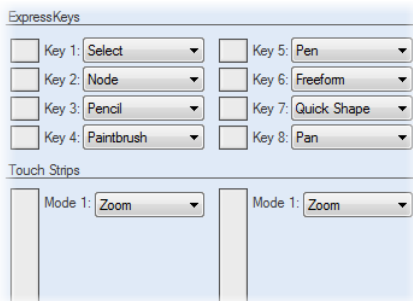 ExpressKeys
Key 1: Select Key 5: Pen
Key 2: Node Key 6: Freeform
Key 3: Pencil Key 7: Quick Shape
Key 4: Paintbrush Key 8: Pan
Touch Strips
Mode 1: Zoom Mode 1: Zoom